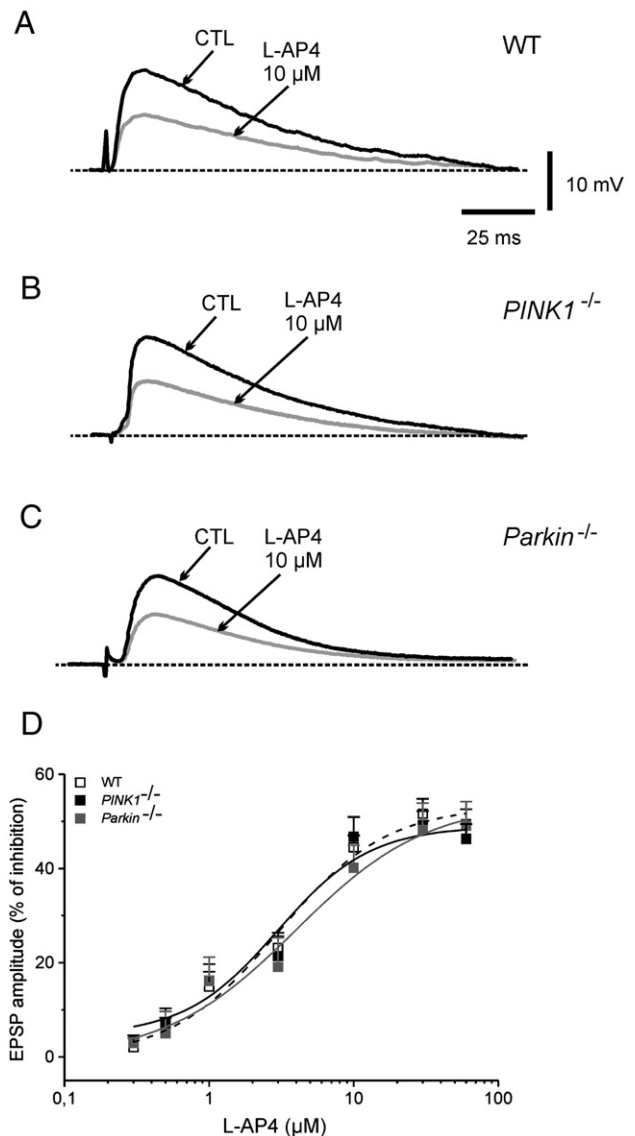 A
WT
CTL
L-AP4
10 µM
10 mV
25 ms
B
PINK1 -/-
CTL
L-AP4
10 µM
C
Parkin -/-
CTL
L-AP4
10 µM
D
60
WT
PINK1 -/-
Parkin -/-
40
20
0
EPSP amplitude (% of inhibition)
0,1 1 10 100
L-AP4 (µM)